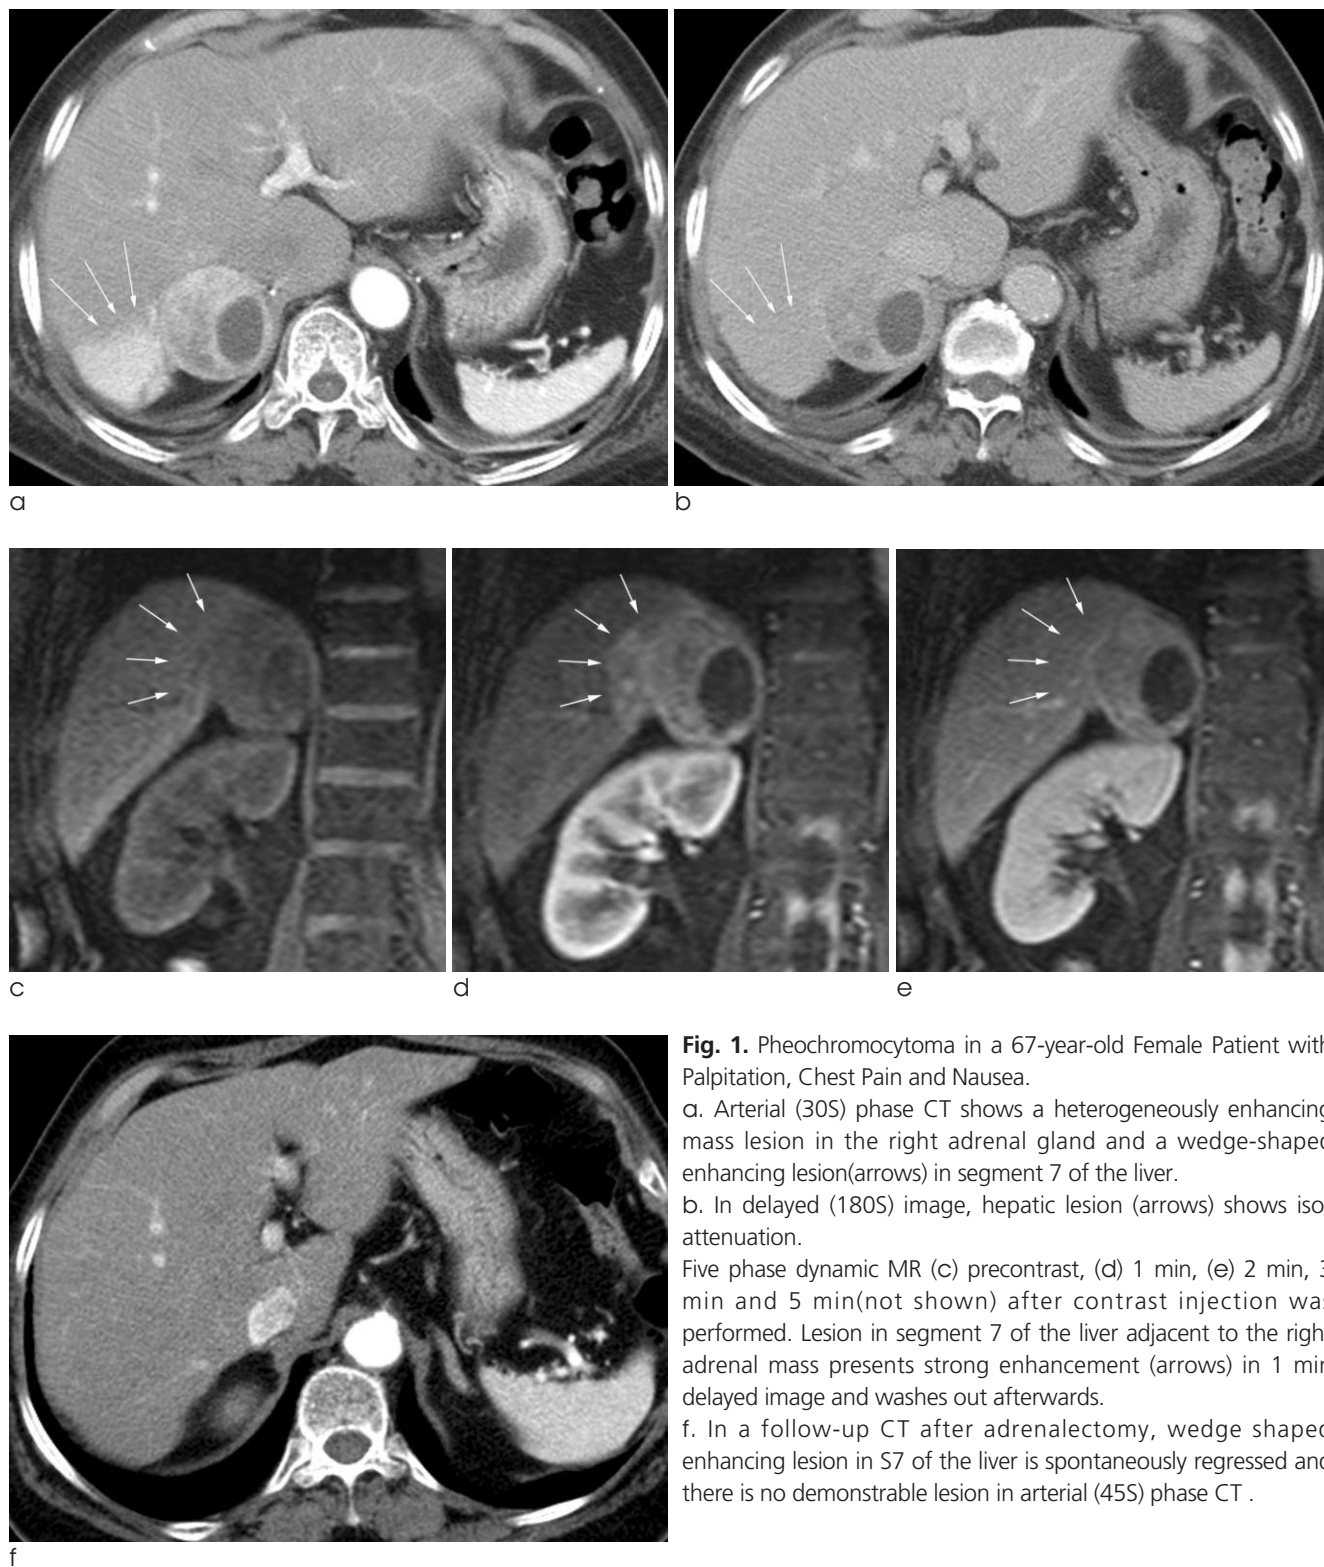 a
b
c
d
e
Fig. 1. Pheochromocytoma in a 67-year-old Female Patient with
Palpitation, Chest Pain and Nausea.
a. Arterial (30S) phase CT shows a heterogeneously enhancing
mass lesion in the right adrenal gland and a wedge-shaped
enhancing lesion(arrows) in segment 7 of the liver.
b. In delayed (180S) image, hepatic lesion (arrows) shows iso-
attenuation.
Five phase dynamic MR (c) precontrast, (d) 1 min, (e) 2 min, 3
min and 5 min(not shown) after contrast injection was
performed. Lesion in segment 7 of the liver adjacent to the right
adrenal mass presents strong enhancement (arrows) in 1 min
delayed image and washes out afterwards.
f. In a follow-up CT after adrenalectomy, wedge shaped
enhancing lesion in S7 of the liver is spontaneously regressed and
there is no demonstrable lesion in arterial (45S) phase CT .
f